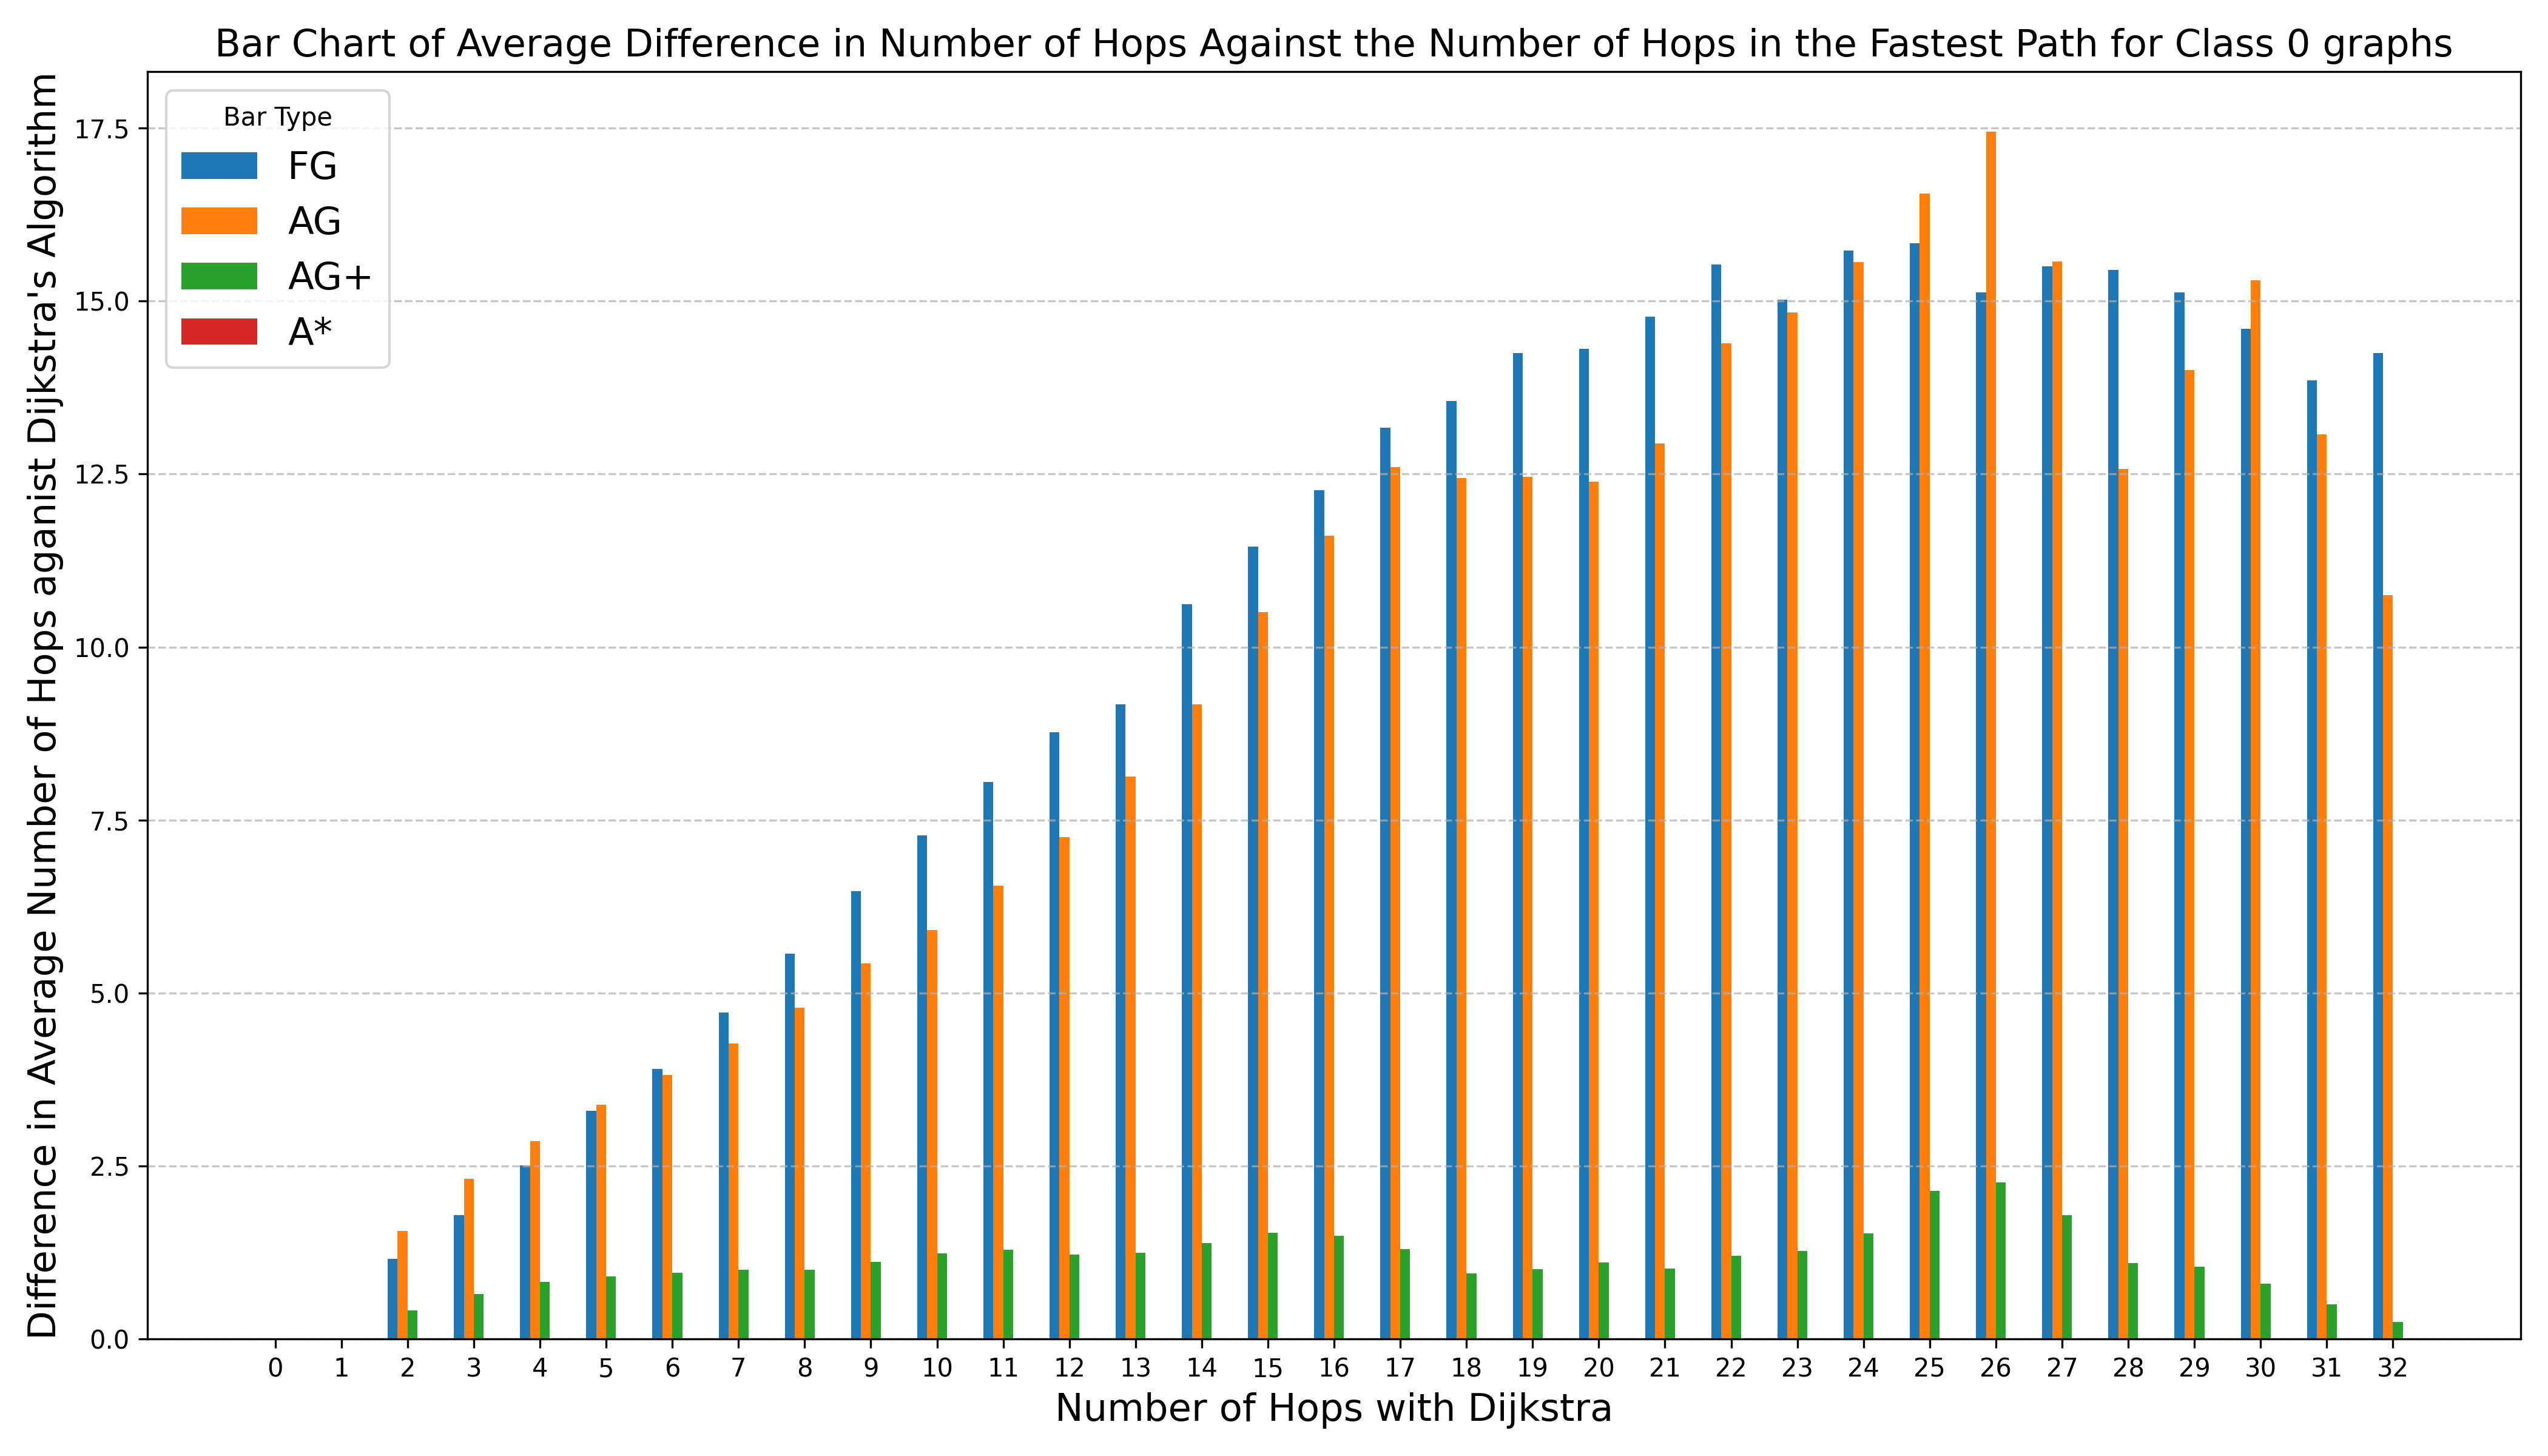 Bar Chart of Average Difference in Number of Hops Against the Number of Hops in the Fastest Path for Class 0 graphs
Difference in Average Number of Hops aganist Dijkstra's Algorithm
Bar Type
FG
AG
AG+
A*
17.5
15.0
12.5
10.0
7.5
5.0
2.5
0.0
0 1 2 3 4 5 6 7 8 9 10 11 12 13 14 15 16 17 18 19 20 21 22 23 24 25 26 27 28 29 30 31 32
Number of Hops with Dijkstra